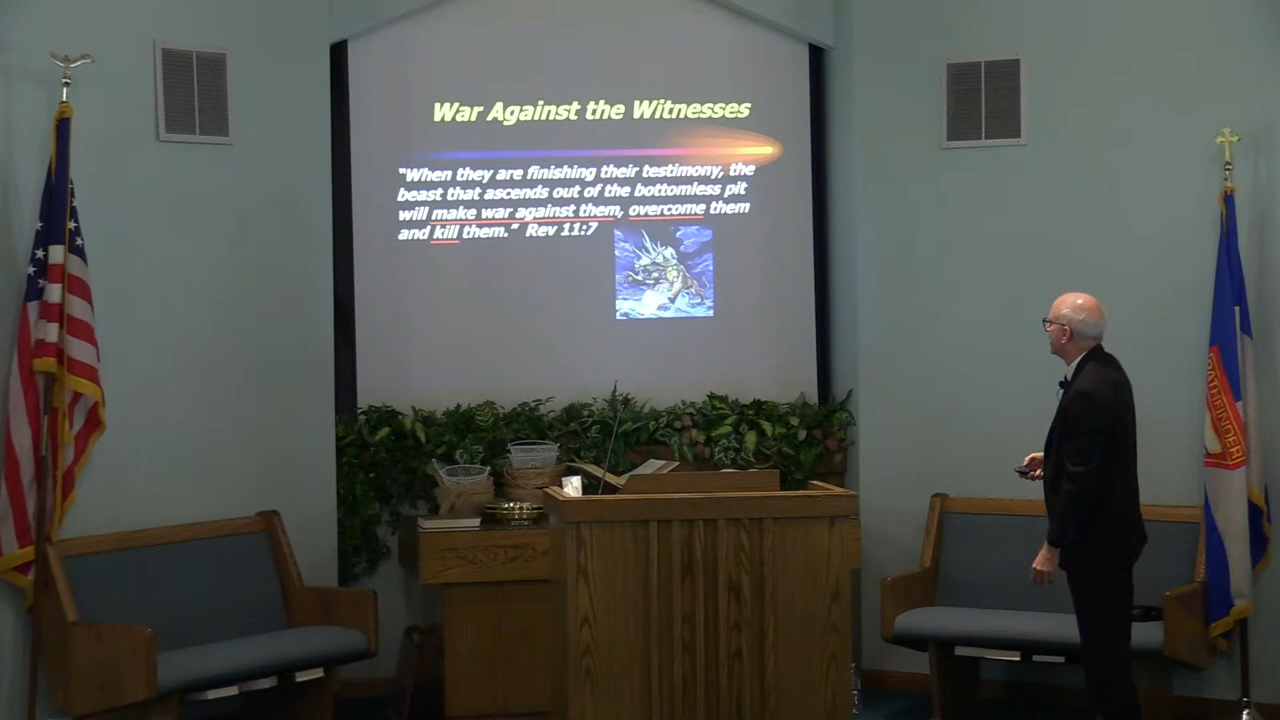 War Against the Witnesses
“When they are finishing their testimony, the
beast that ascends out of the bottomless pit
will make war against them, overcome them
and kill them.” Rev 11:7
PATHFINDER